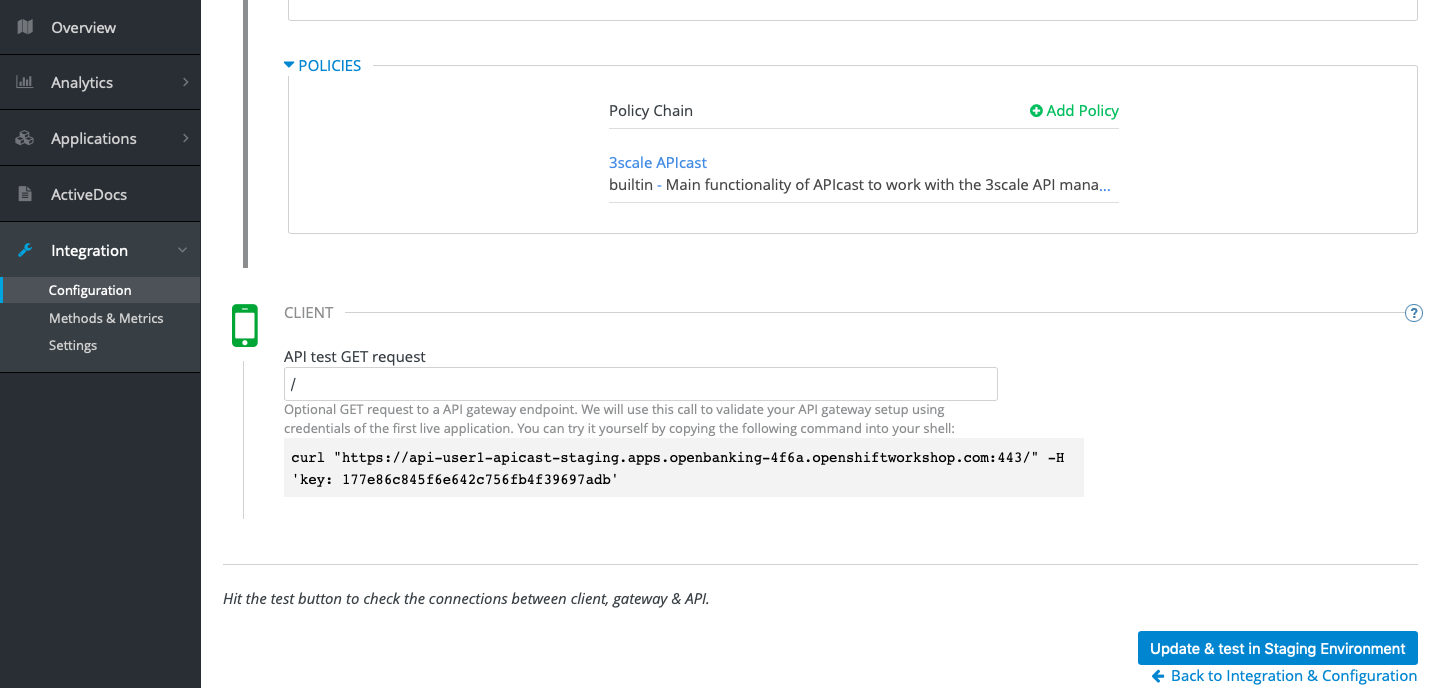 Overview
Analytics
Applications
ActiveDocs
Integration
Configuration
Methods & Metrics
Settings
POLICIES
Policy Chain
Add Policy
3scale APIcast
builtin - Main functionality of APIcast to work with the 3scale API mana...
CLIENT
?
API test GET request
/
Optional GET request to a API gateway endpoint. We will use this call to validate your API gateway setup using
credentials of the first live application. You can try it yourself by copying the following command into your shell:
curl "https://api-user1-apicast-staging.apps.openbanking-4f6a.openshiftworkshop.com:443/" -H
'key: 177e86c845f6e642c756fb4f39697adb'
Hit the test button to check the connections between client, gateway & API.
Update & test in Staging Environment
Back to Integration & Configuration